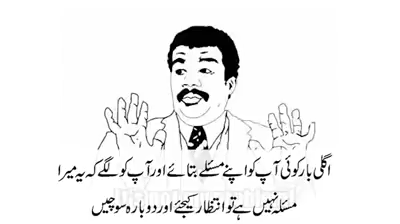 اگلی بار کوئی آپ کو اپنے مسئلے بتائے اور آپ کو لگے کہ یہ میرا
مسئلہ نہیں ہے تو انتظار کیجئے اور دوبارہ سوچیں